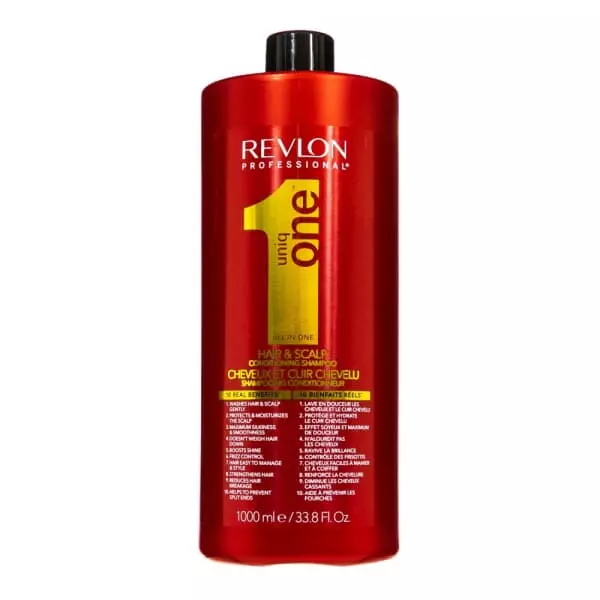 REVLON
PROFESSIONAL®
1
uniq
one™
ALL IN ONE
HAIR & SCALP
CONDITIONING SHAMPOO
CHEVEUX ET CUIR CHEVELU
SHAMPOOING CONDITIONNEUR
10 REAL BENEFITS
1. WASHES HAIR & SCALP
GENTLY
2. PROTECTS & MOISTURIZES
THE SCALP
3. MAXIMUM SILKINESS
& SMOOTHNESS
4. DOESN'T WEIGH HAIR
DOWN
5. BOOSTS SHINE
6. FRIZZ CONTROL
7. HAIR EASY TO MANAGE
& STYLE
8. STRENGTHENS HAIR
9. REDUCES HAIR
BREAKAGE
10. HELPS TO PREVENT
SPLIT ENDS
10 BIENFAITS RÉELS
1. LAVE EN DOUCEUR LES
CHEVEUX ET LE CUIR CHEVELU
2. PROTÈGE ET HYDRATE
LE CUIR CHEVELU
3. EFFET SOYEUX ET MAXIMUM
DE DOUCEUR
4. N'ALOURDIT PAS
LES CHEVEUX
5. RAVIVE LA BRILLANCE
6. CONTRÔLE DES FRISOTTIS
7. CHEVEUX FACILES À MANIER
ET À COIFFER
8. RENFORCE LA CHEVELURE
9. DIMINUE LES CHEVEUX
CASSANTS
10. AIDE À PRÉVENIR LES
FOURCHES
1000 ml e / 33.8 Fl. Oz.